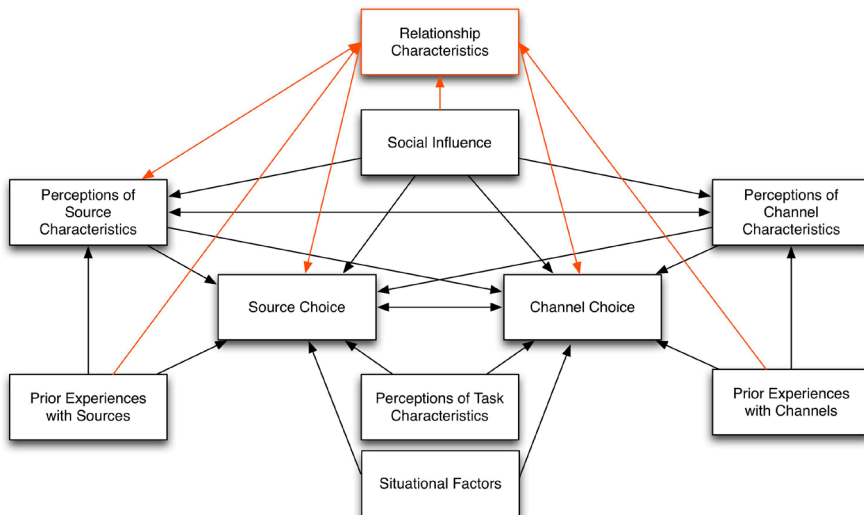 Relationship
Characteristics
Social Influence
Perceptions of
Source
Characteristics
Perceptions of
Channel
Characteristics
Source Choice
Channel Choice
Prior Experiences
with Sources
Perceptions of Task
Characteristics
Prior Experiences
with Channels
Situational Factors